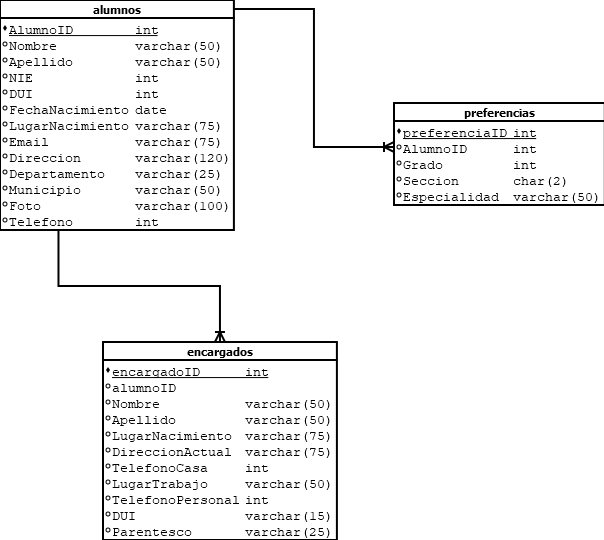 alumnos
AlumnoID int
Nombre varchar(50)
Apellido varchar(50)
NIE int
DUI int
FechaNacimiento date
LugarNacimiento varchar(75)
Email varchar(75)
Direccion varchar(120)
Departamento varchar(25)
Municipio varchar(50)
Foto varchar(100)
Telefono int
preferencias
preferenciaID int
AlumnoID int
Grado int
Seccion char(2)
Especialidad varchar(50)
encargados
encargadoID int
alumnoID
Nombre varchar(50)
Apellido varchar(50)
LugarNacimiento varchar(75)
DireccionActual varchar(75)
TelefonoCasa int
LugarTrabajo varchar(50)
TelefonoPersonal int
DUI varchar(15)
Parentesco varchar(25)